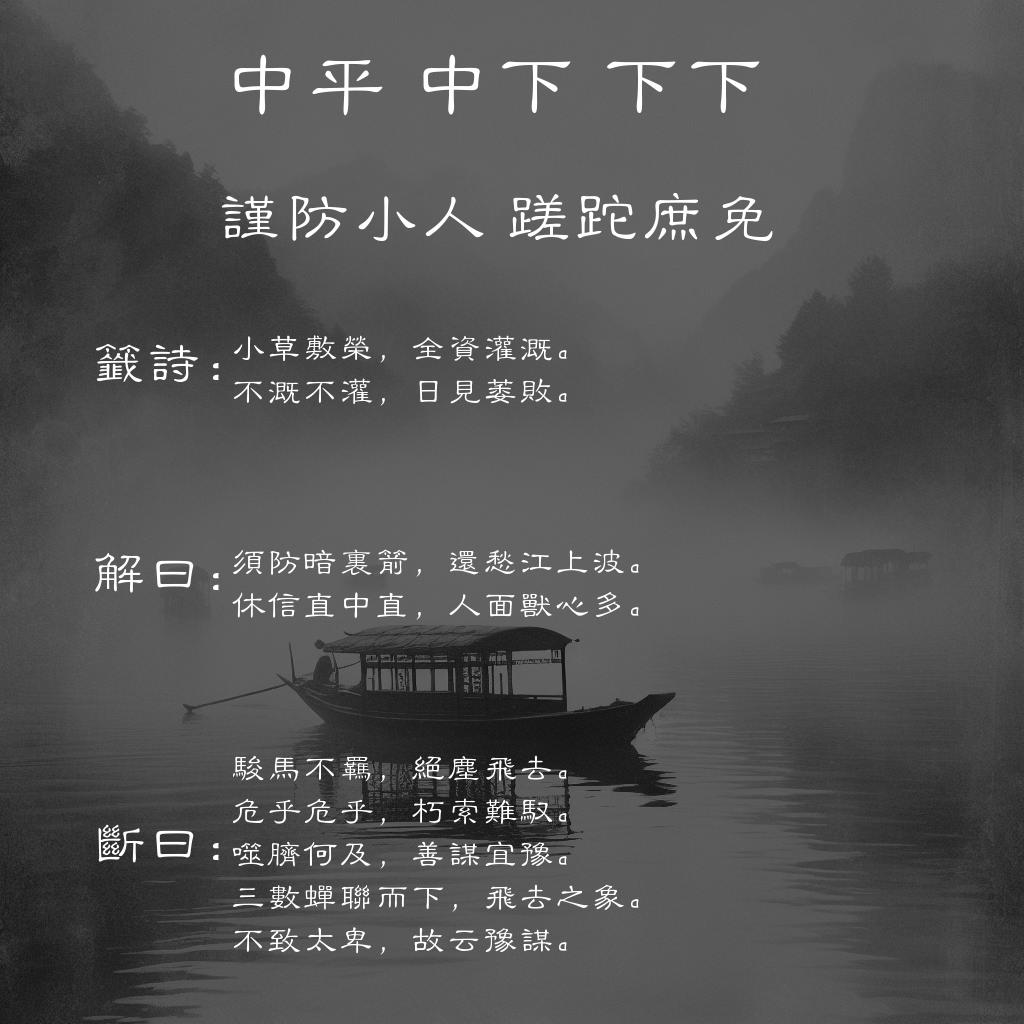 中平 中下 下下
謹防小人 蹉跎庶免
籤詩：
小草敷榮，全資灌溉。
不溉不灌，日見萎敗。
解曰：
須防暗裏箭，還愁江上波。
休信直中直，人面獸心多。
斷曰：
駿馬不羈，絕塵飛去。
危乎危乎，朽索難馭。
噬臍何及，善謀宜豫。
三數蟬聯而下，飛去之象。
不致太卑，故云豫謀。